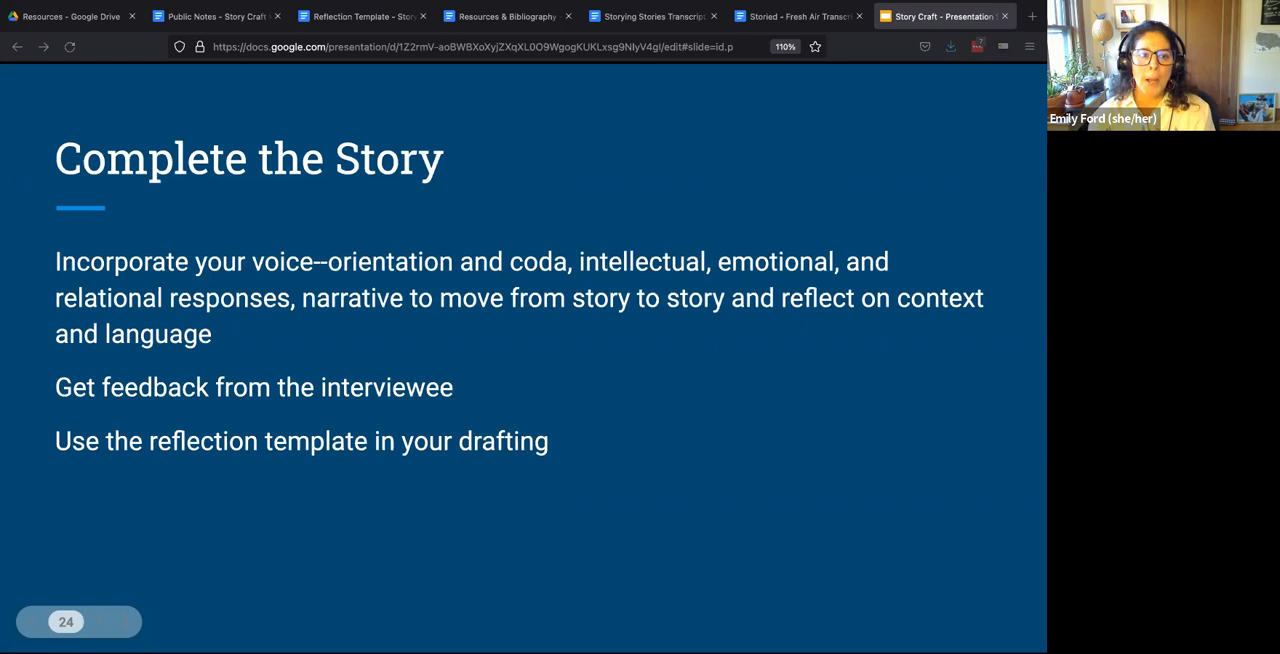 Resources - Google Drive
Public Notes - Story Craft
Reflection Template - Story
Resources & Bibliography -
Storying Stories Transcript
Storied - Fresh Air Transcri
Story Craft - Presentation S
https://docs.google.com/presentation/d/1Z2rmV-aoBWBXoXyjZXqXL0O9WgogKUKLxsg9NIyV4gI/edit#slide=id.p
110%
Emily Ford (she/her)
Complete the Story
Incorporate your voice--orientation and coda, intellectual, emotional, and
relational responses, narrative to move from story to story and reflect on context
and language
Get feedback from the interviewee
Use the reflection template in your drafting
24